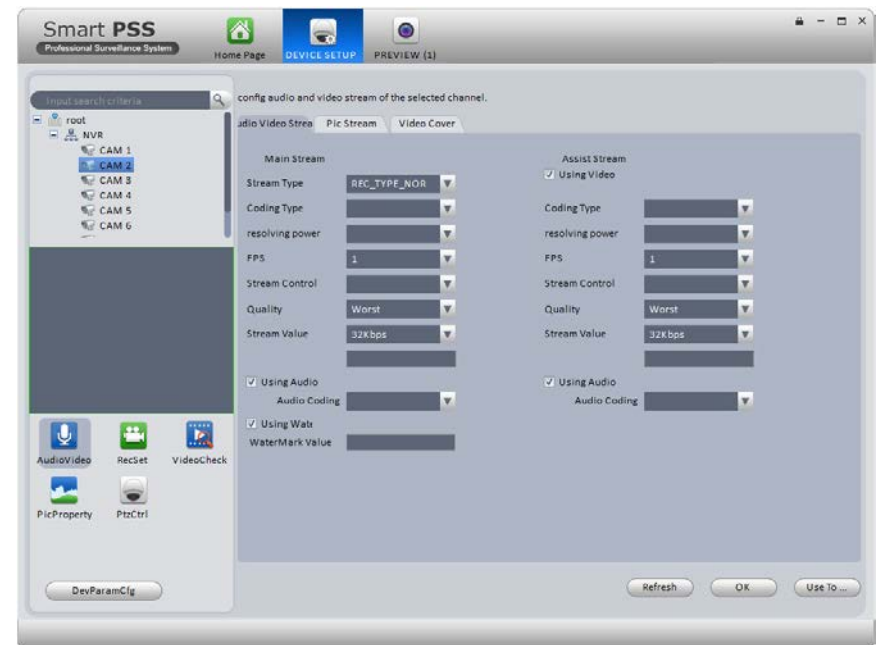 Smart PSS
Professional Surveillance System
Home Page
DEVICE SETUP
PREVIEW (1)
Input search criteria
root
NVR
CAM 1
CAM 2
CAM 3
CAM 4
CAM 5
CAM 6
AudioVideo
RecSet
VideoCheck
PicProperty
PtzCtrl
DevParamCfg
config audio and video stream of the selected channel.
udio Video Strea Pic Stream Video Cover
Main Stream
Stream Type REC_TYPE_NOR
Coding Type
resolving power
FPS 1
Stream Control
Quality Worst
Stream Value 32Kbps
Using Audio
Audio Coding
Using Wate
WaterMark Value
Assist Stream
Using Video
Coding Type
resolving power
FPS 1
Stream Control
Quality Worst
Stream Value 32Kbps
Using Audio
Audio Coding
Refresh OK Use To ...